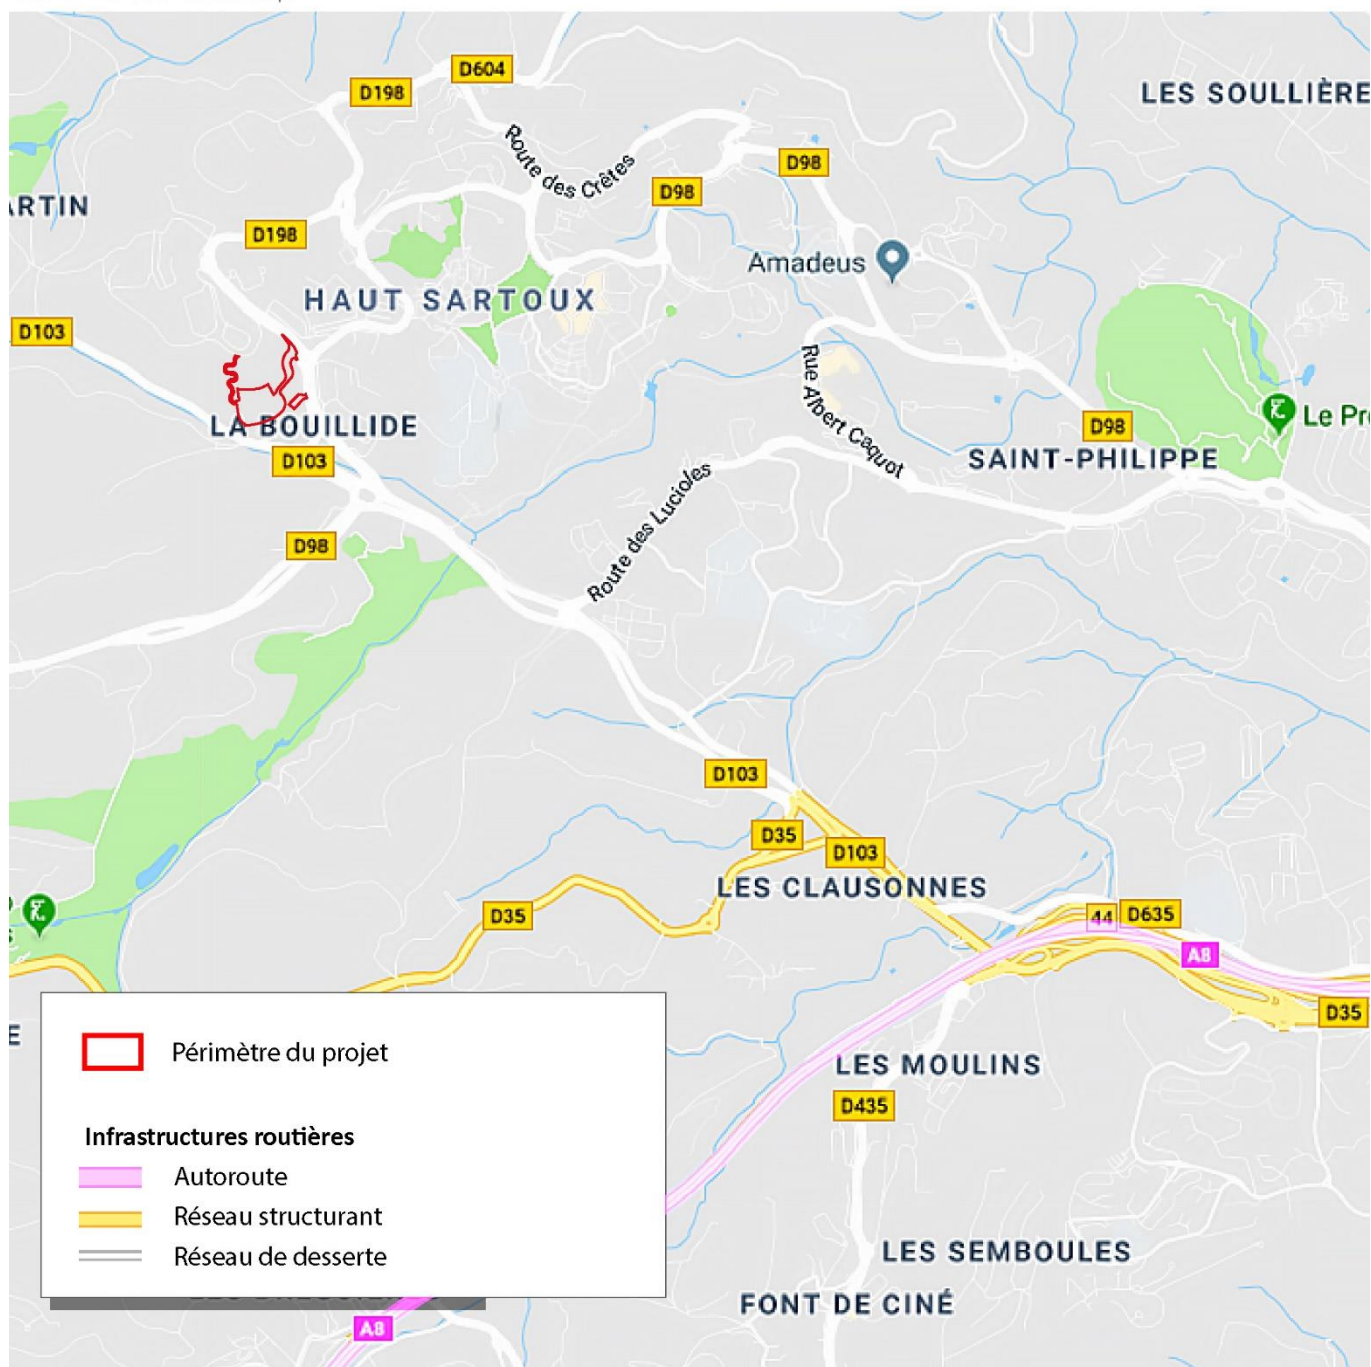 D604
D198
LES SOULLIÈRE
Route des Crêtes
D98
D98
ARTIN
D198
Amadeus
HAUT SARTOUX
D103
Rue Albert Caquot
LA BOUILLIDE
D98
Le Pr
SAINT-PHILIPPE
D103
Route des Lucioles
D98
D103
D35
D103
LES CLAUSONNES
D35
44
D635
A8
D35
E
LES MOULINS
D435
Périmètre du projet
Infrastructures routières
Autoroute
Réseau structurant
Réseau de desserte
LES SEMBOULES
FONT DE CINÉ
A8